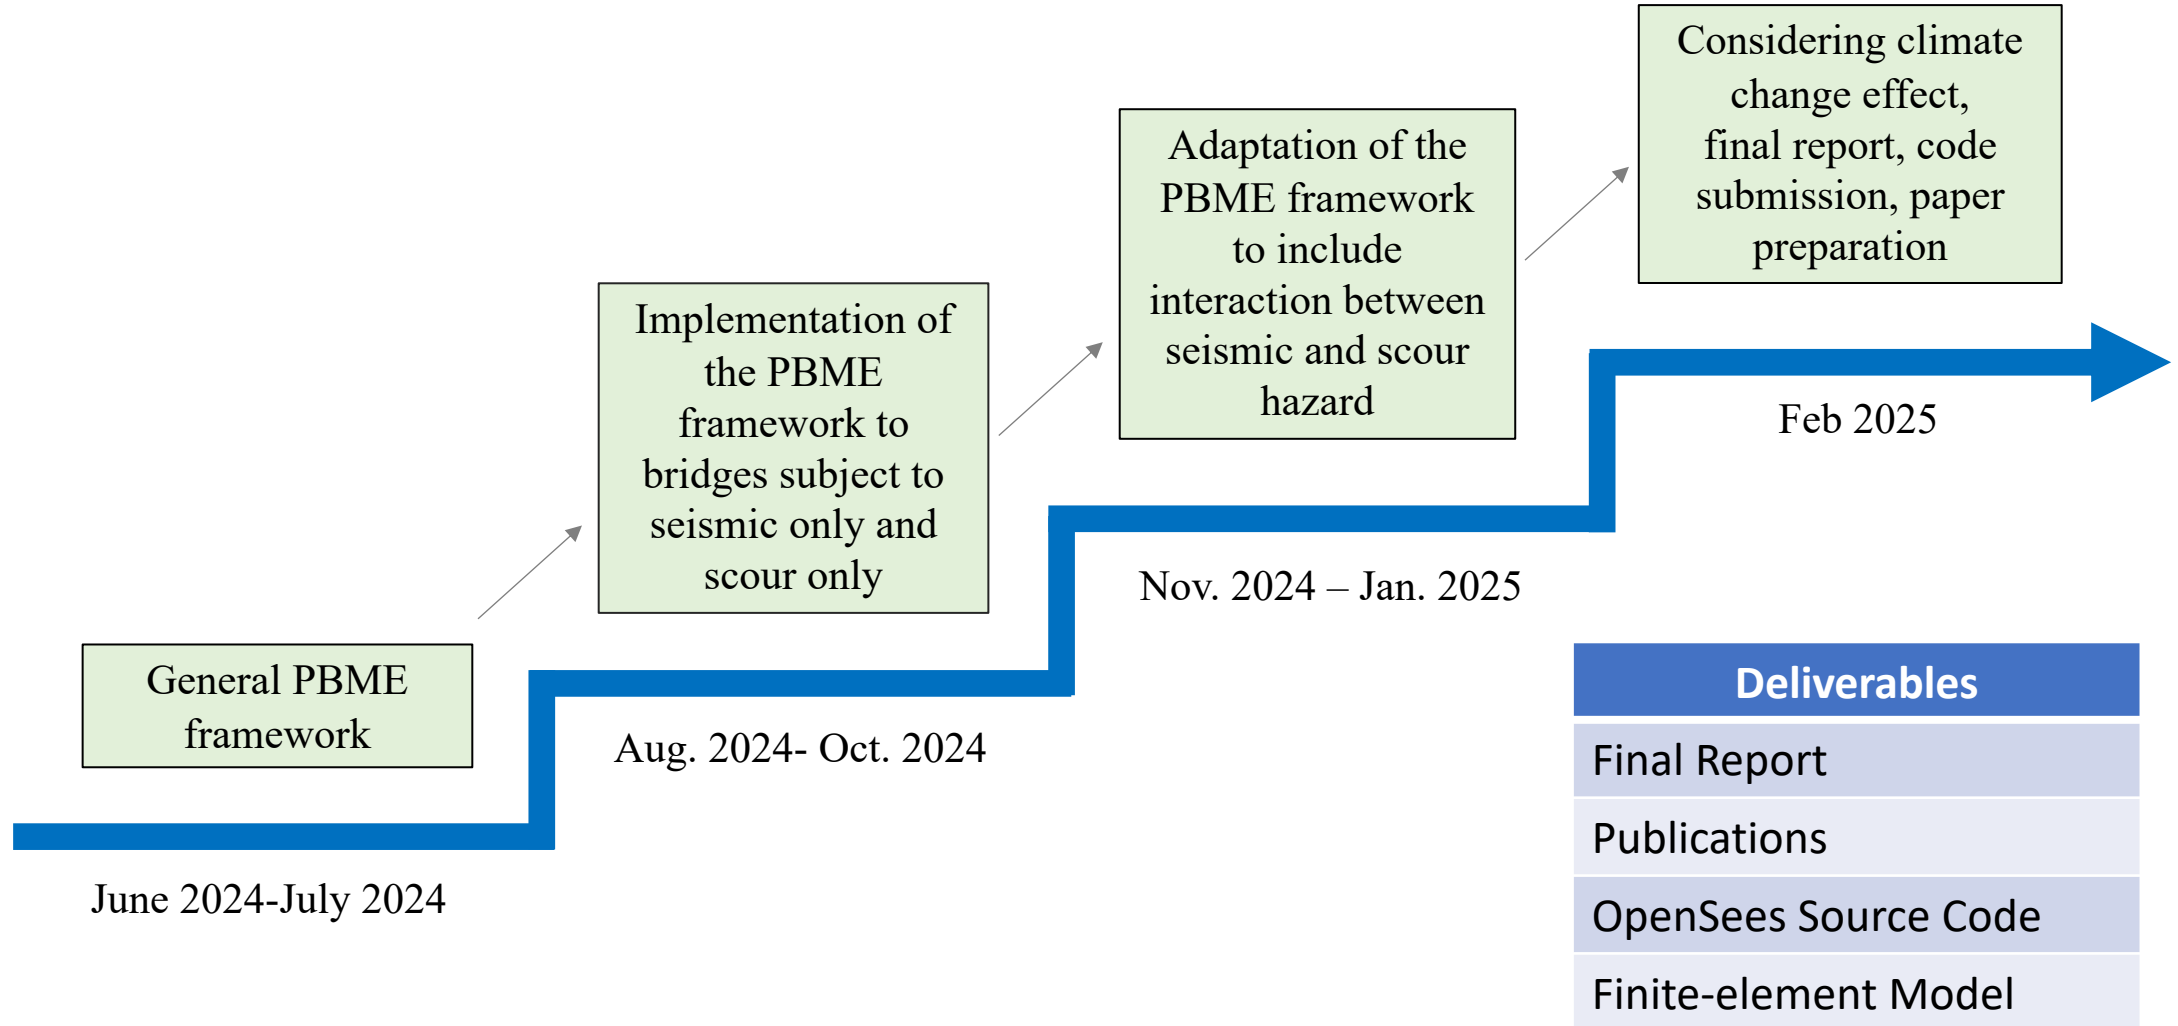 General PBME
framework
June 2024-July 2024
Implementation of
the PBME
framework to
bridges subject to
seismic only and
scour only
Aug. 2024- Oct. 2024
Adaptation of the
PBME framework
to include
interaction between
seismic and scour
hazard
Nov. 2024 – Jan. 2025
Considering climate
change effect,
final report, code
submission, paper
preparation
Feb 2025
Deliverables
Final Report
Publications
OpenSees Source Code
Finite-element Model